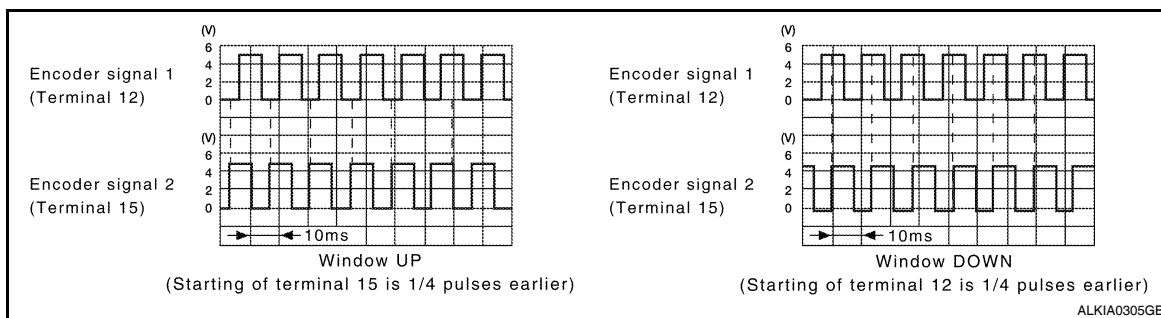 (V)
6
4
2
0
Encoder signal 1
(Terminal 12)
(V)
6
4
2
0
Encoder signal 2
(Terminal 15)
10ms
Window UP
(Starting of terminal 15 is 1/4 pulses earlier)
(V)
6
4
2
0
Encoder signal 1
(Terminal 12)
(V)
6
4
2
0
Encoder signal 2
(Terminal 15)
10ms
Window DOWN
(Starting of terminal 12 is 1/4 pulses earlier)
ALKIA0305GB